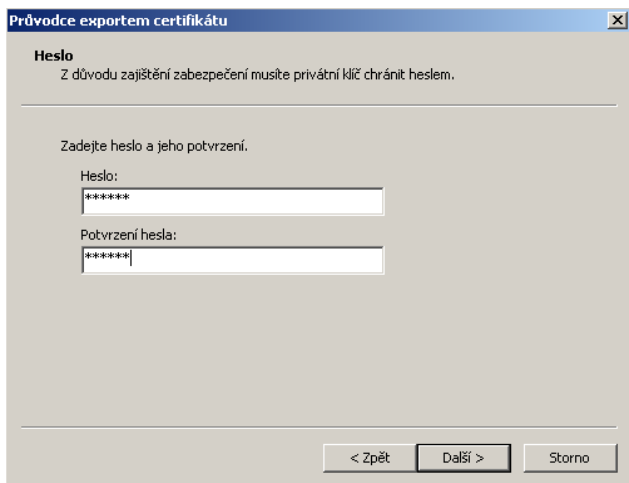 Průvodce exportem certifikátu
Heslo
Z důvodu zajištění zabezpečení musíte privátní klíč chránit heslem.
Zadejte heslo a jeho potvrzení.
Heslo:
******
Potvrzení hesla:
******
< Zpět
Další >
Storno